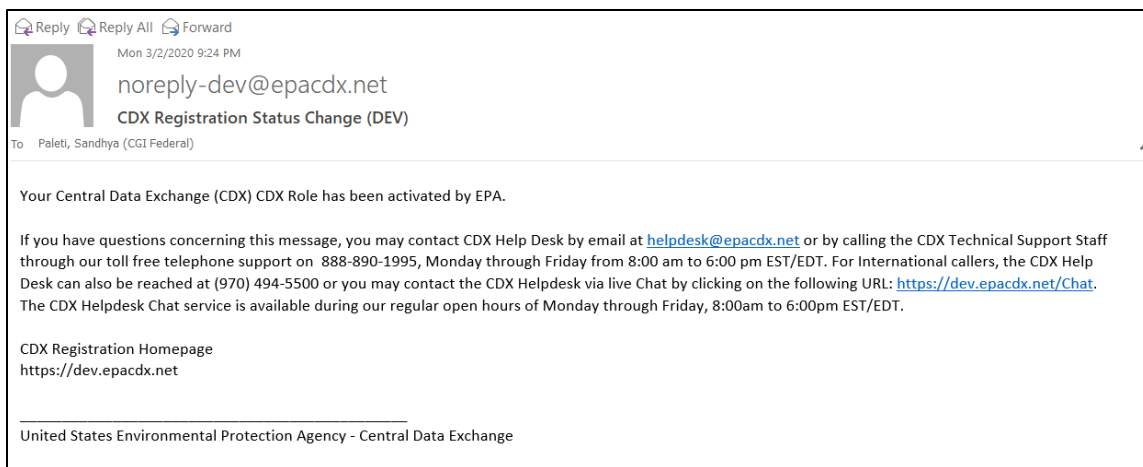 Reply Reply All Forward
Mon 3/2/2020 9:24 PM
noreply-dev@epacdx.net
CDX Registration Status Change (DEV)
To Paleti, Sandhya (CGI Federal)
Your Central Data Exchange (CDX) CDX Role has been activated by EPA.
If you have questions concerning this message, you may contact CDX Help Desk by email at helpdesk@epacdx.net or by calling the CDX Technical Support Staff
through our toll free telephone support on 888-890-1995, Monday through Friday from 8:00 am to 6:00 pm EST/EDT. For International callers, the CDX Help
Desk can also be reached at (970) 494-5500 or you may contact the CDX Helpdesk via live Chat by clicking on the following URL: https://dev.epacdx.net/Chat.
The CDX Helpdesk Chat service is available during our regular open hours of Monday through Friday, 8:00am to 6:00pm EST/EDT.
CDX Registration Homepage
https://dev.epacdx.net
United States Environmental Protection Agency - Central Data Exchange